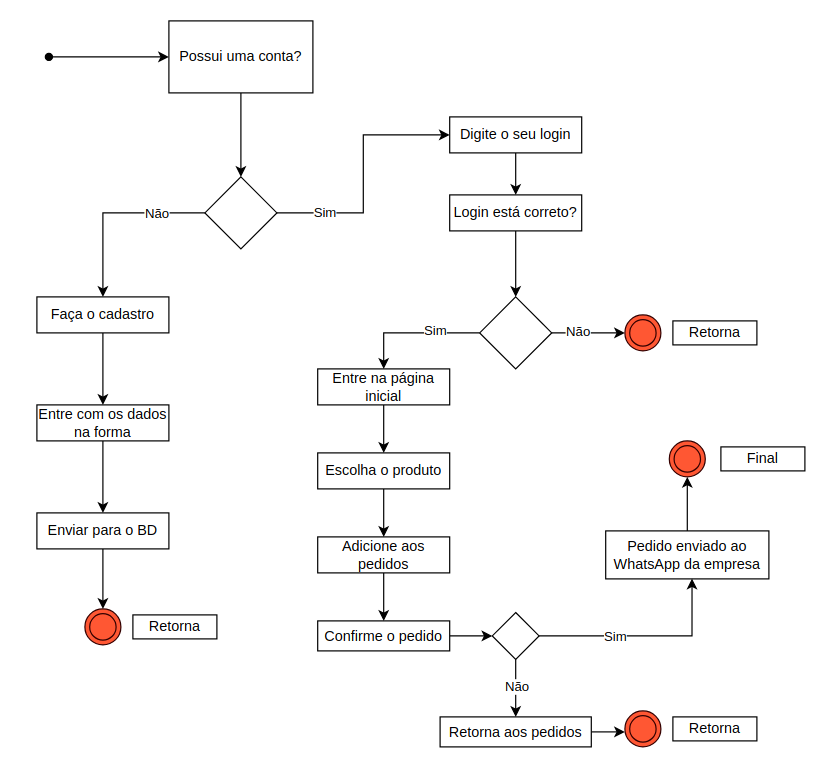 Possui uma conta?
Não
Sim
Digite o seu login
Login está correto?
Faça o cadastro
Entre com os dados
na forma
Enviar para o BD
Retorna
Sim
Não
Retorna
Entre na página
inicial
Escolha o produto
Adicione aos
pedidos
Confirme o pedido
Sim
Pedido enviado ao
WhatsApp da empresa
Final
Não
Retorna aos pedidos
Retorna